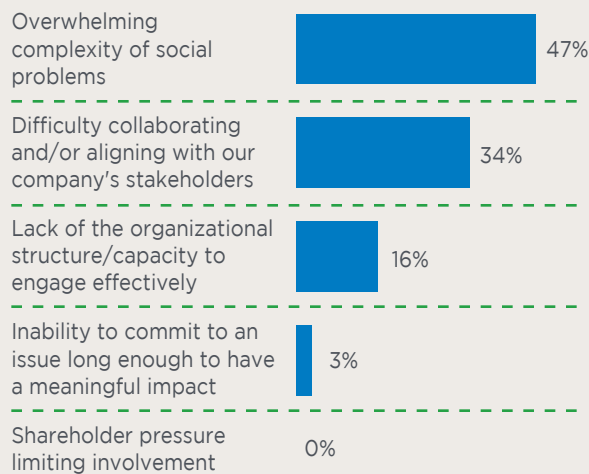 Overwhelming
complexity of social
problems
47%
Difficulty collaborating
and/or aligning with our
company's stakeholders
34%
Lack of the organizational
structure/capacity to
engage effectively
16%
Inability to commit to an
issue long enough to have
a meaningful impact
3%
Shareholder pressure
limiting involvement
0%